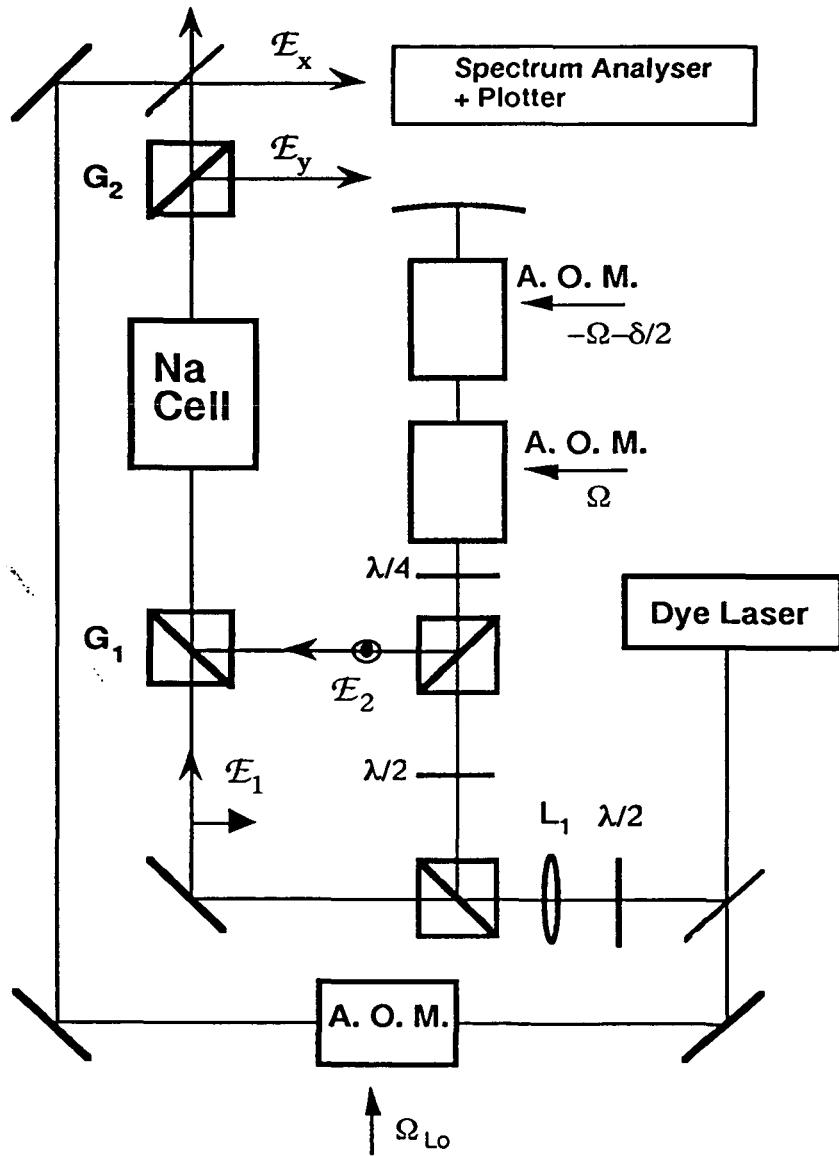 ℰx
Spectrum Analyser
+ Plotter
G2
ℰy
A. O. M.
−Ω−δ/2
Na
Cell
A. O. M.
Ω
λ/4
Dye Laser
G1
ℰ2
λ/2
ℰ1
L1
λ/2
A. O. M.
ΩLo